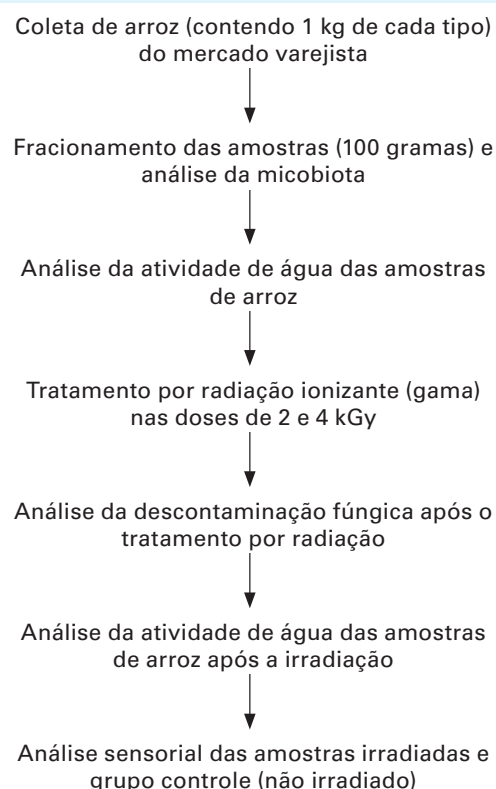 Coleta de arroz (contendo 1 kg de cada tipo)
do mercado varejista
Fracionamento das amostras (100 gramas) e
análise da micobiota
Análise da atividade de água das amostras
de arroz
Tratamento por radiação ionizante (gama)
nas doses de 2 e 4 kGy
Análise da descontaminação fúngica após o
tratamento por radiação
Análise da atividade de água das amostras
de arroz após a irradiação
Análise sensorial das amostras irradiadas e
grupo controle (não irradiado)